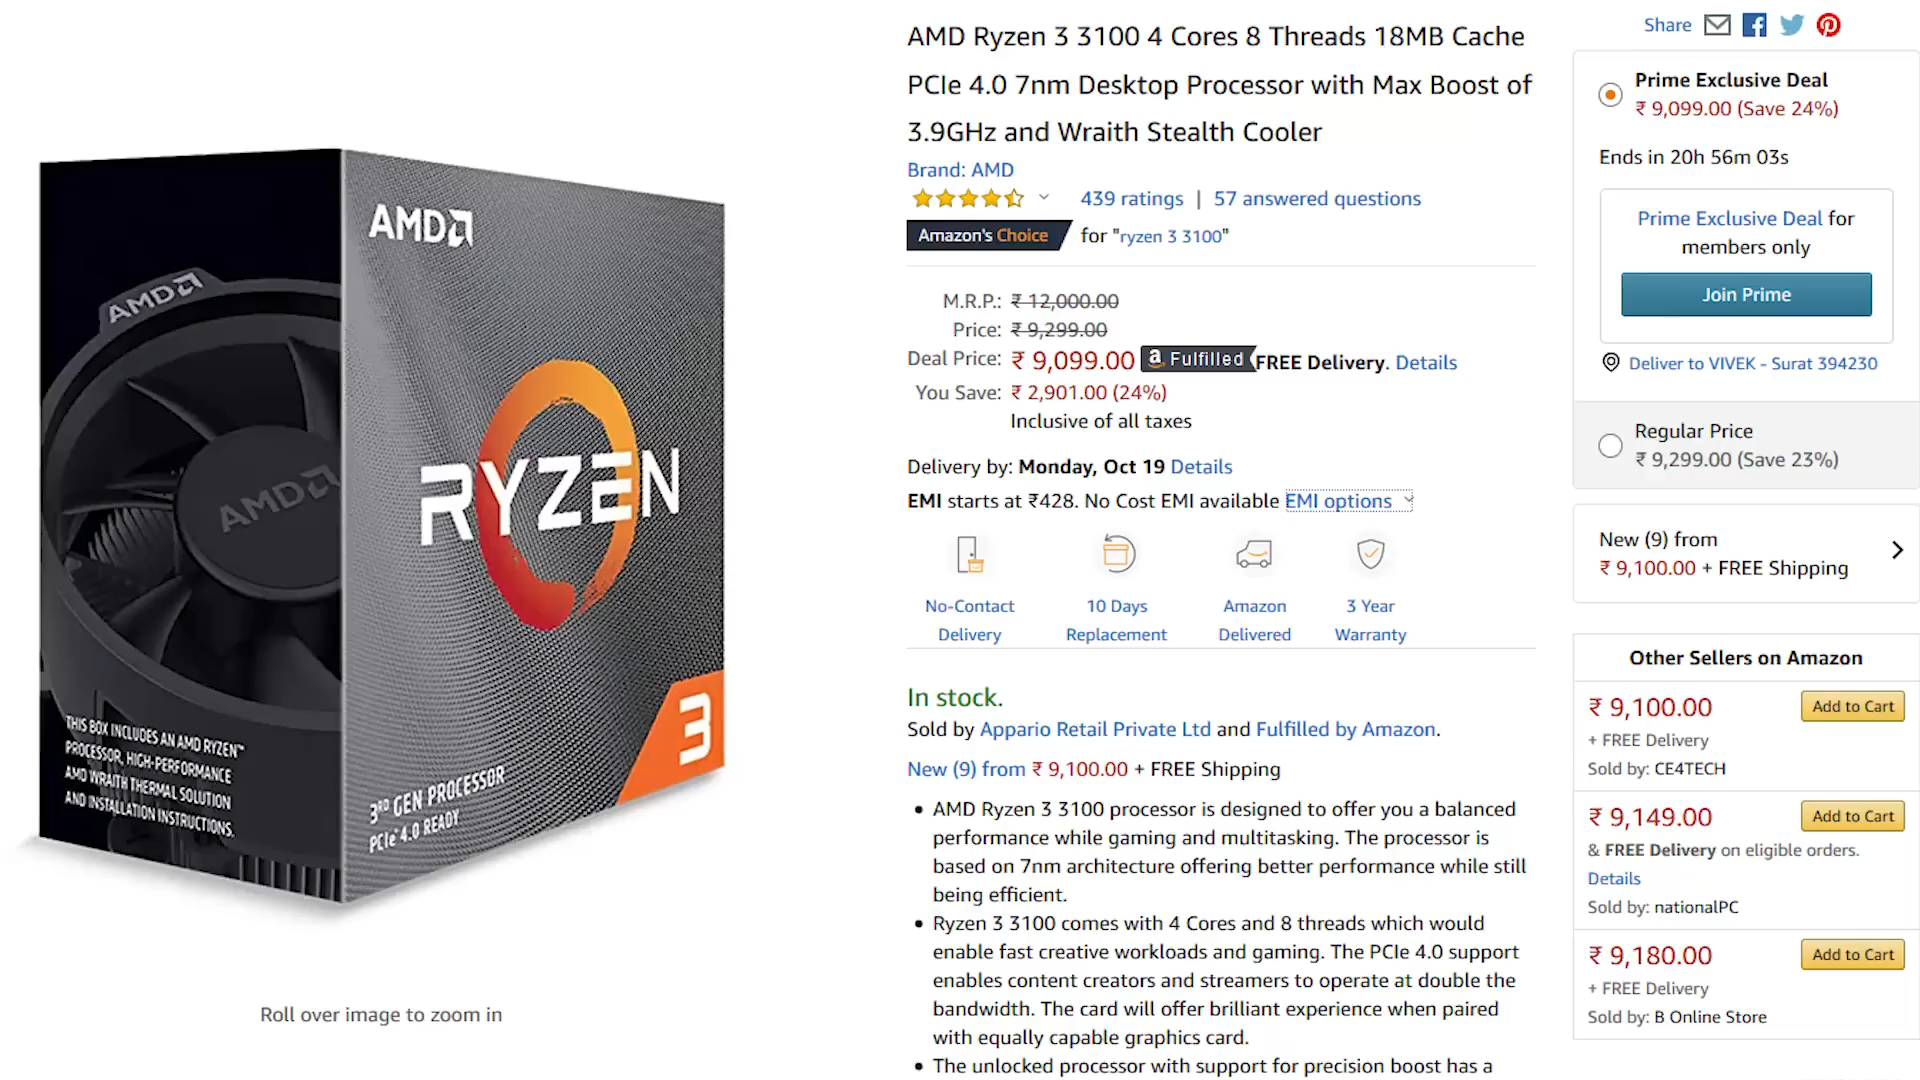 AMD
AMD
AMD
RYZEN
3
THIS BOX INCLUDES AN AMD RYZEN™
PROCESSOR, HIGH-PERFORMANCE
AMD WRAITH THERMAL SOLUTION
AND INSTALLATION INSTRUCTIONS.
3RD GEN PROCESSOR
PCIe® 4.0 READY
Roll over image to zoom in
AMD Ryzen 3 3100 4 Cores 8 Threads 18MB Cache
PCIe 4.0 7nm Desktop Processor with Max Boost of
3.9GHz and Wraith Stealth Cooler
Brand: AMD
439 ratings | 57 answered questions
Amazon's Choice for "ryzen 3 3100"
M.R.P.: ₹ 12,000.00
Price: ₹ 9,299.00
Deal Price: ₹ 9,099.00 a Fulfilled FREE Delivery. Details
You Save: ₹ 2,901.00 (24%)
Inclusive of all taxes
Delivery by: Monday, Oct 19 Details
EMI starts at ₹428. No Cost EMI available EMI options
No-Contact
Delivery
10 Days
Replacement
Amazon
Delivered
3 Year
Warranty
In stock.
Sold by Appario Retail Private Ltd and Fulfilled by Amazon.
New (9) from ₹ 9,100.00 + FREE Shipping
• AMD Ryzen 3 3100 processor is designed to offer you a balanced
performance while gaming and multitasking. The processor is
based on 7nm architecture offering better performance while still
being efficient.
• Ryzen 3 3100 comes with 4 Cores and 8 threads which would
enable fast creative workloads and gaming. The PCIe 4.0 support
enables content creators and streamers to operate at double the
bandwidth. The card will offer brilliant experience when paired
with equally capable graphics card.
• The unlocked processor with support for precision boost has a
Share
Prime Exclusive Deal
₹ 9,099.00 (Save 24%)
Ends in 20h 56m 03s
Prime Exclusive Deal for
members only
Join Prime
Deliver to VIVEK - Surat 394230
Regular Price
₹ 9,299.00 (Save 23%)
New (9) from
₹ 9,100.00 + FREE Shipping
Other Sellers on Amazon
₹ 9,100.00 Add to Cart
+ FREE Delivery
Sold by: CE4TECH
₹ 9,149.00 Add to Cart
& FREE Delivery on eligible orders.
Details
Sold by: nationalPC
₹ 9,180.00 Add to Cart
+ FREE Delivery
Sold by: B Online Store